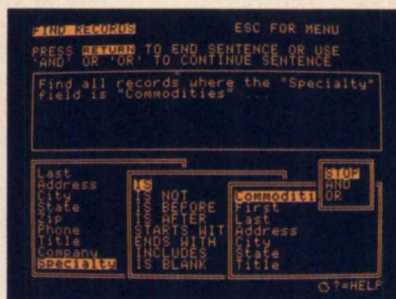 FIND RECORDS ESC FOR MENU
PRESS RETURN TO END SENTENCE OR USE
'AND' OR 'OR' TO CONTINUE SENTENCE
Find all records where the "Specialty"
field is "Commodities" ...
Last
Address
City
State
Zip
Phone
Title
Company
Specialty
IS
IS NOT
IS BEFORE
IS AFTER
STARTS WIT
ENDS WITH
INCLUDES
IS BLANK
Commoditi
First
Last
Address
City
State
Title
STOP
AND
OR
?=HELP